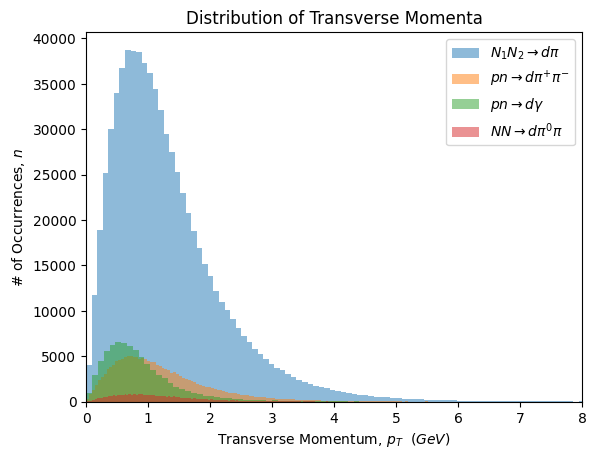 Distribution of Transverse Momenta
N₁N₂ → dπ
pn → dπ⁺π⁻
pn → dγ
NN → dπ⁰π
# of Occurrences, n
40000
35000
30000
25000
20000
15000
10000
5000
0
0 1 2 3 4 5 6 7 8
Transverse Momentum, p_T (GeV)